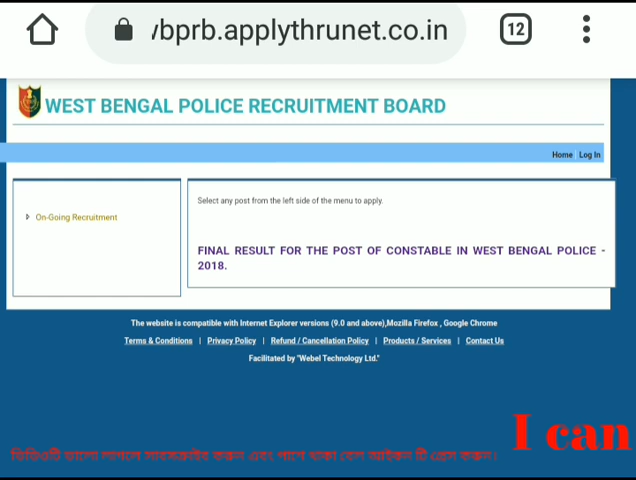 /bprb.applythrunet.co.in
12
WEST BENGAL POLICE RECRUITMENT BOARD
Home Log In
Select any post from the left side of the menu to apply.
On-Going Recruitment
FINAL RESULT FOR THE POST OF CONSTABLE IN WEST BENGAL POLICE -
2018.
The website is compatible with Internet Explorer versions (9.0 and above),Mozilla Firefox , Google Chrome
Terms & Conditions | Privacy Policy | Refund / Cancellation Policy | Products / Services | Contact Us
Facilitated by "Webel Technology Ltd."
I can
ভিডিওটি ভালো লাগলে সাবস্ক্রাইব করুন এবং পাশে থাকা বেল আইকন টি প্রেস করুন।